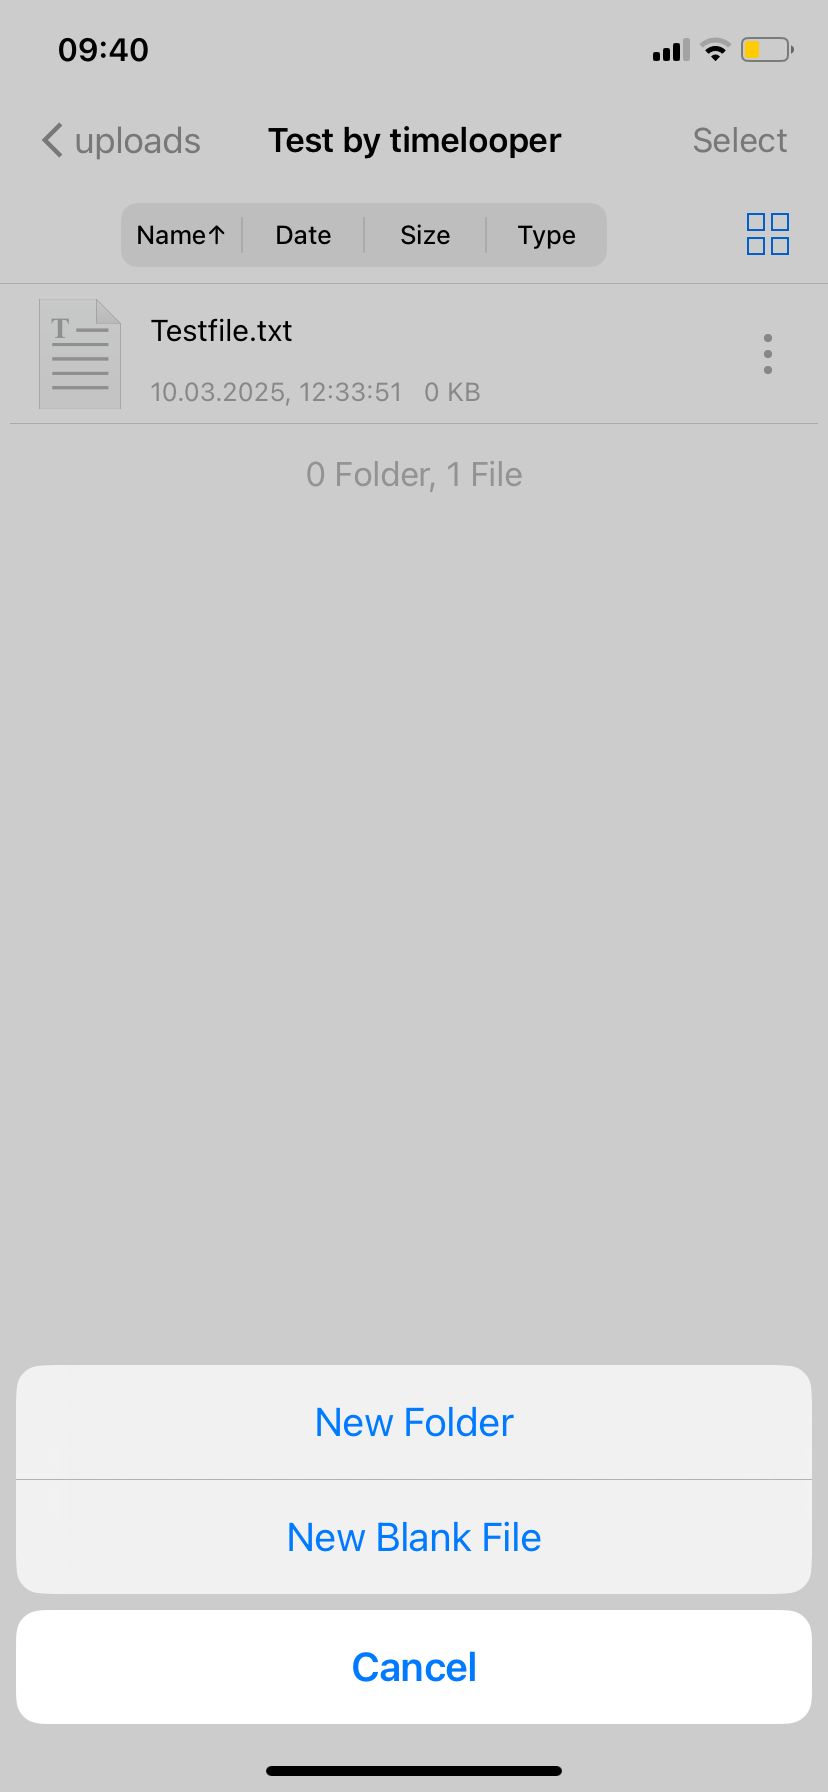 09:40
uploads Test by timelooper Select
Name↑ Date Size Type
T
Testfile.txt
10.03.2025, 12:33:51 0 KB
0 Folder, 1 File
New Folder
New Blank File
Cancel